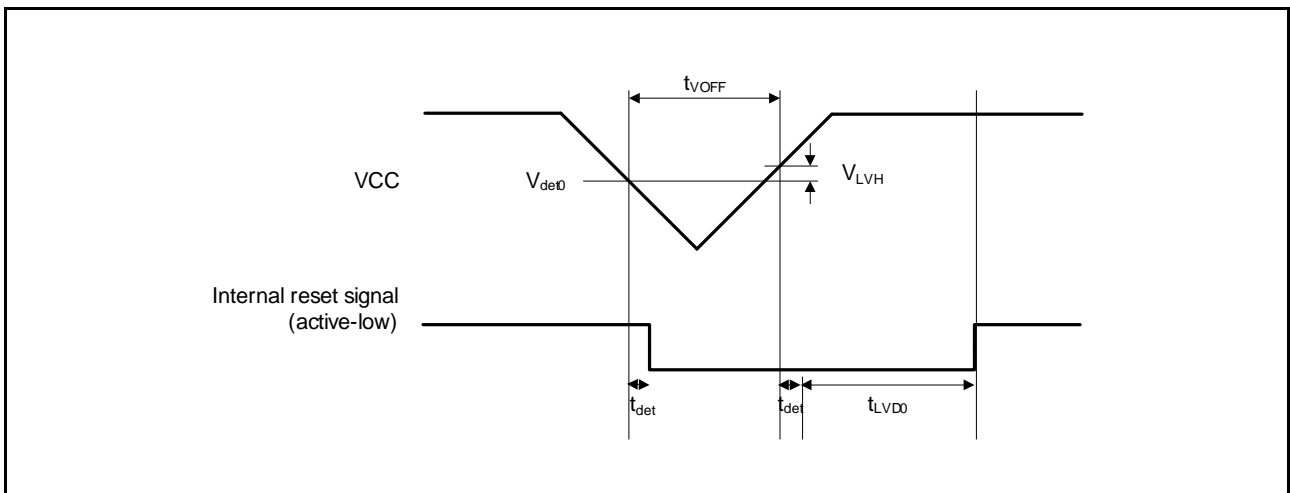 tVOFF
VCC
Vdet0
VLVH
Internal reset signal
(active-low)
tdet
tdet
tLVD0